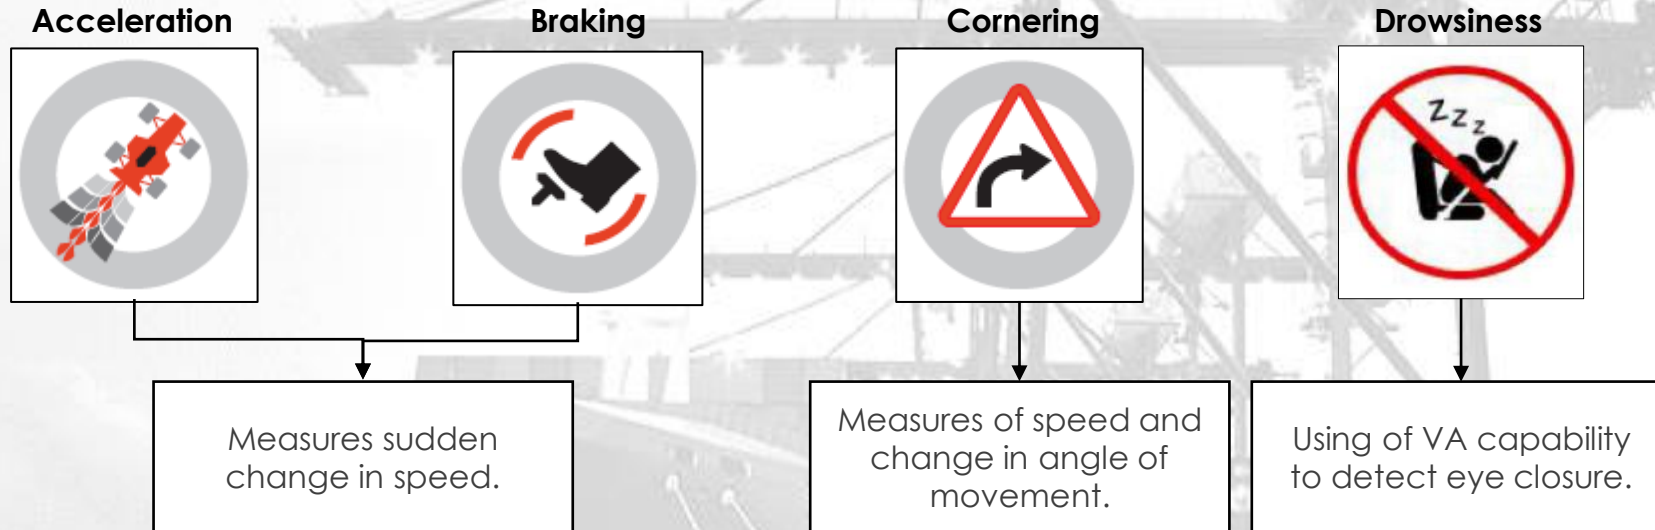 Acceleration
Braking
Cornering
Drowsiness
z z z
Measures sudden
change in speed.
Measures of speed and
change in angle of
movement.
Using of VA capability
to detect eye closure.